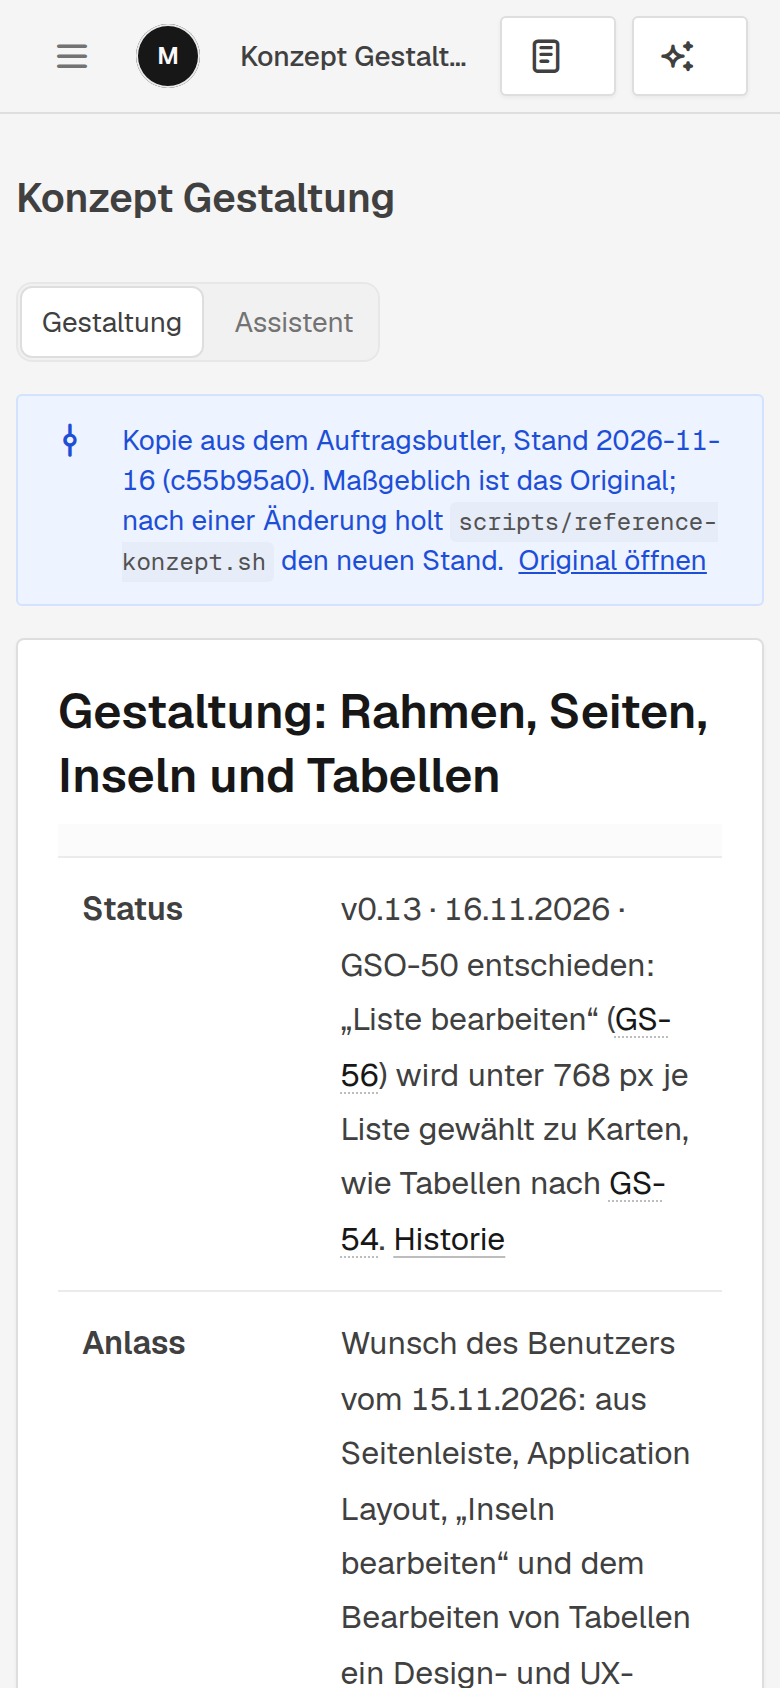 M
Konzept Gestalt...
Konzept Gestaltung
Gestaltung
Assistent
Kopie aus dem Auftragsbutler, Stand 2026-11-
16 (c55b95a0). Maßgeblich ist das Original;
nach einer Änderung holt scripts/reference-
konzept.sh den neuen Stand. Original öffnen
Gestaltung: Rahmen, Seiten,
Inseln und Tabellen
Status
v0.13 · 16.11.2026 ·
GSO-50 entschieden:
„Liste bearbeiten“ (GS-
56) wird unter 768 px je
Liste gewählt zu Karten,
wie Tabellen nach GS-
54. Historie
Anlass
Wunsch des Benutzers
vom 15.11.2026: aus
Seitenleiste, Application
Layout, „Inseln
bearbeiten“ und dem
Bearbeiten von Tabellen
ein Design- und UX-